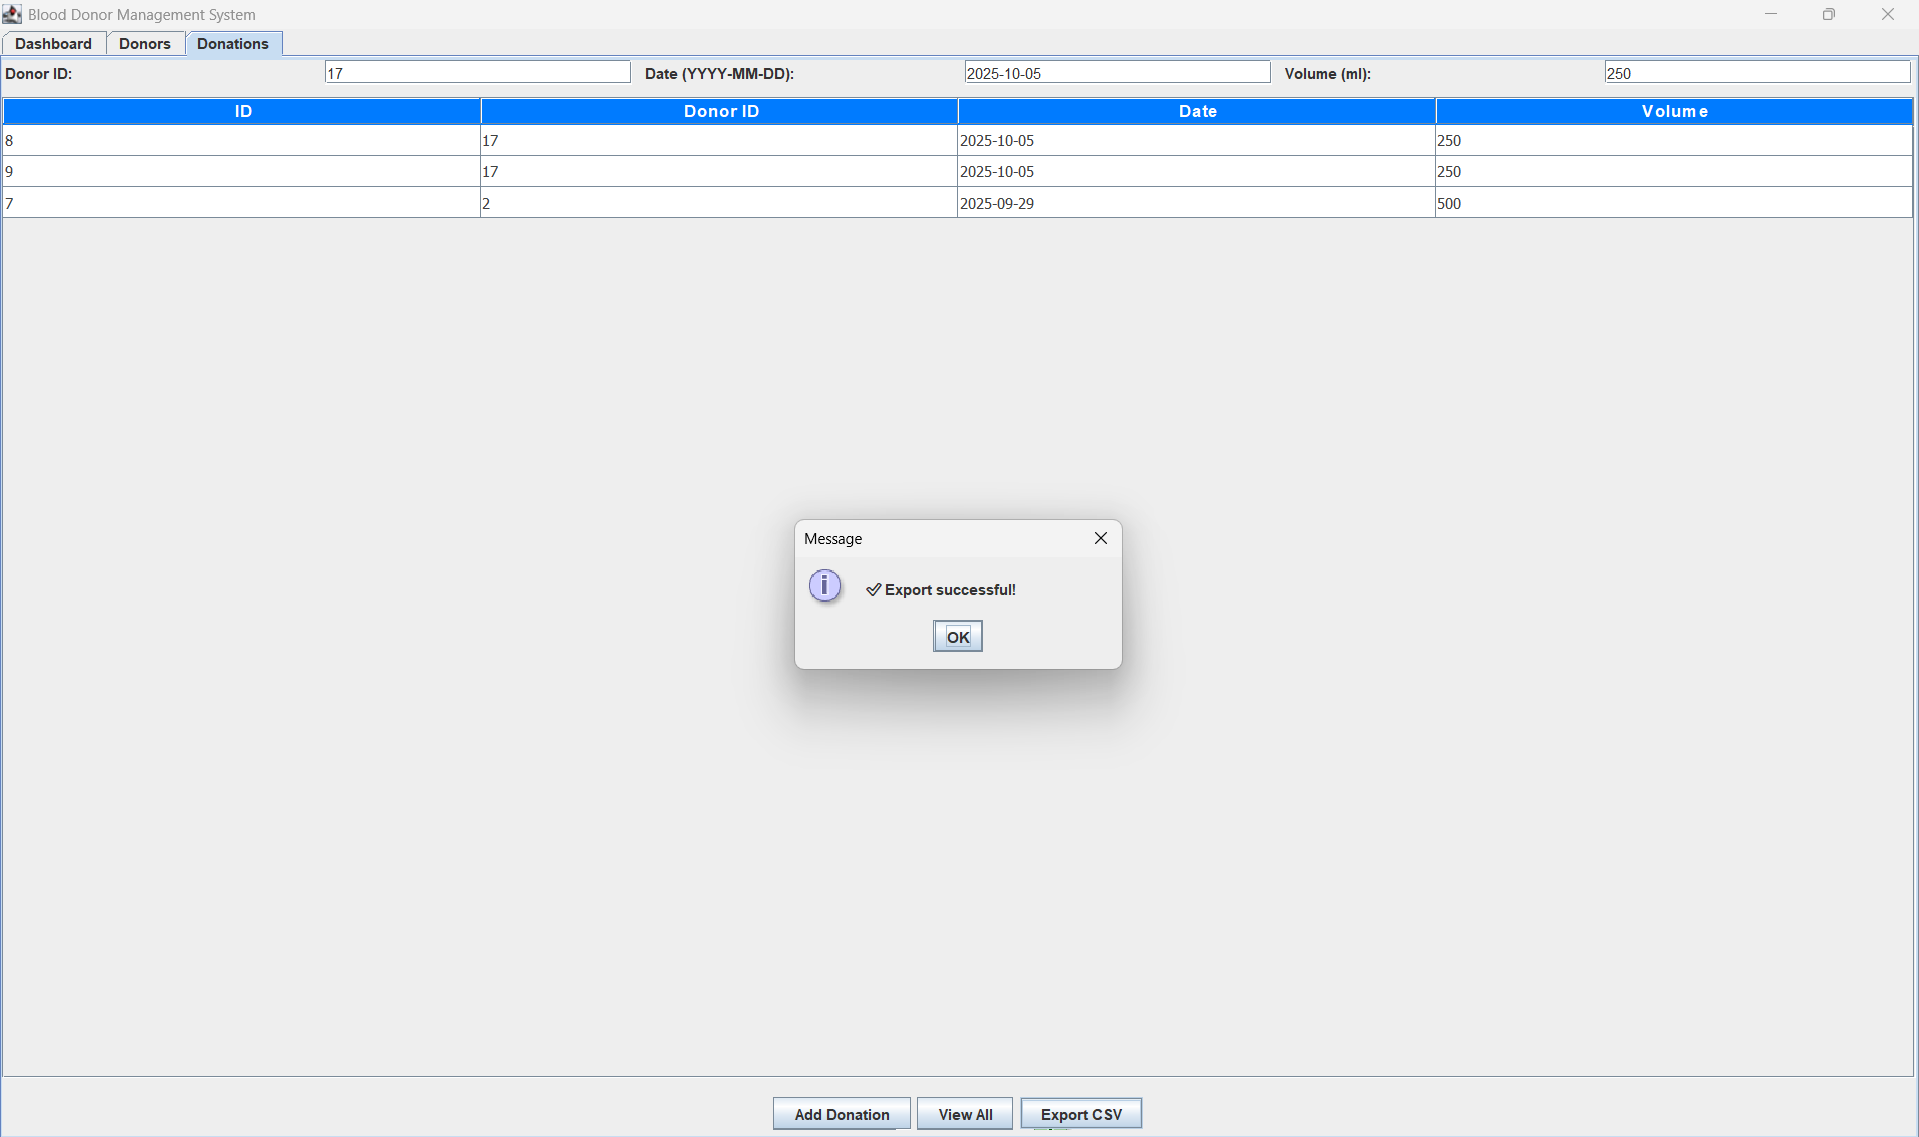 Blood Donor Management System
Dashboard Donors Donations
Donor ID: 17 Date (YYYY-MM-DD): 2025-10-05 Volume (ml): 250
ID Donor ID Date Volume
8 17 2025-10-05 250
9 17 2025-10-05 250
7 2 2025-09-29 500
Message
✓ Export successful!
OK
Add Donation View All Export CSV